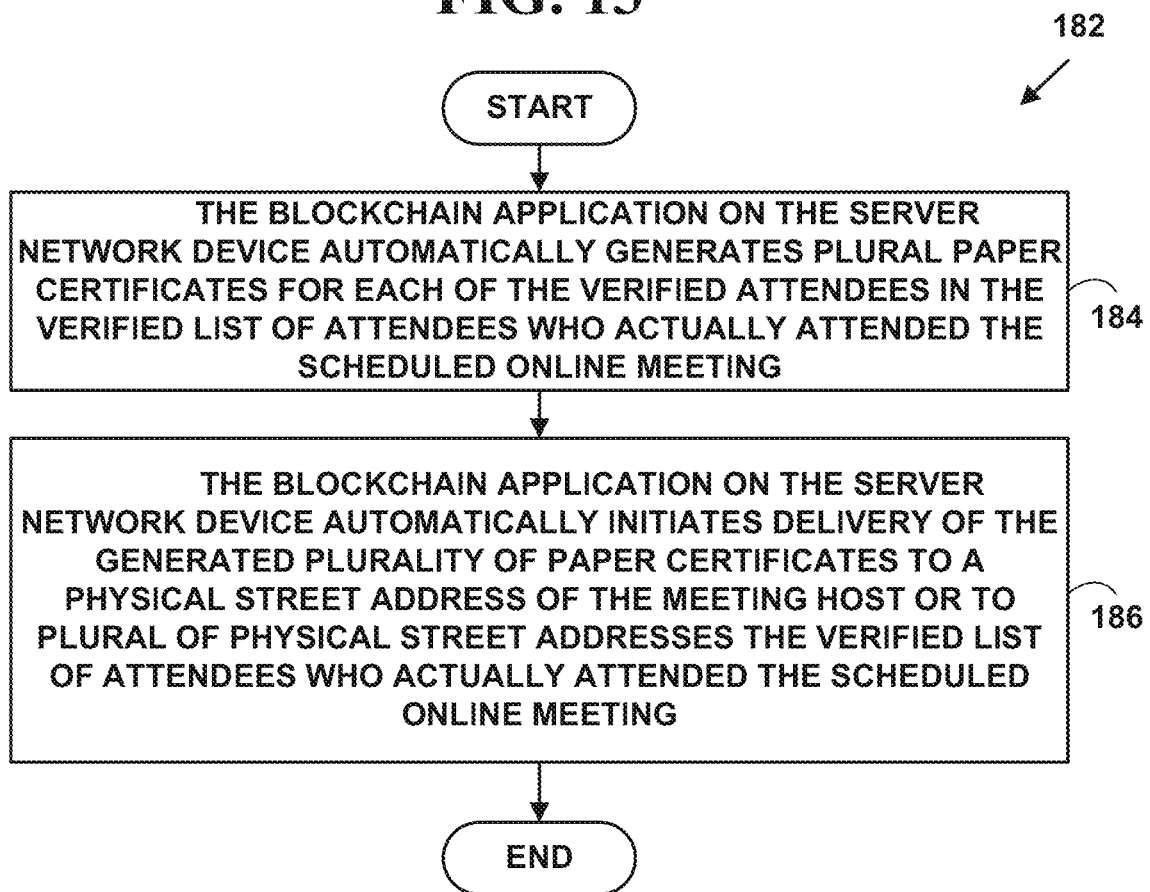 FIG. 13
182
START
THE BLOCKCHAIN APPLICATION ON THE SERVER
NETWORK DEVICE AUTOMATICALLY GENERATES PLURAL PAPER
CERTIFICATES FOR EACH OF THE VERIFIED ATTENDEES IN THE
VERIFIED LIST OF ATTENDEES WHO ACTUALLY ATTENDED THE
SCHEDULED ONLINE MEETING
184
THE BLOCKCHAIN APPLICATION ON THE SERVER
NETWORK DEVICE AUTOMATICALLY INITIATES DELIVERY OF THE
GENERATED PLURALITY OF PAPER CERTIFICATES TO A
PHYSICAL STREET ADDRESS OF THE MEETING HOST OR TO
PLURAL OF PHYSICAL STREET ADDRESSES THE VERIFIED LIST
OF ATTENDEES WHO ACTUALLY ATTENDED THE SCHEDULED
ONLINE MEETING
186
END